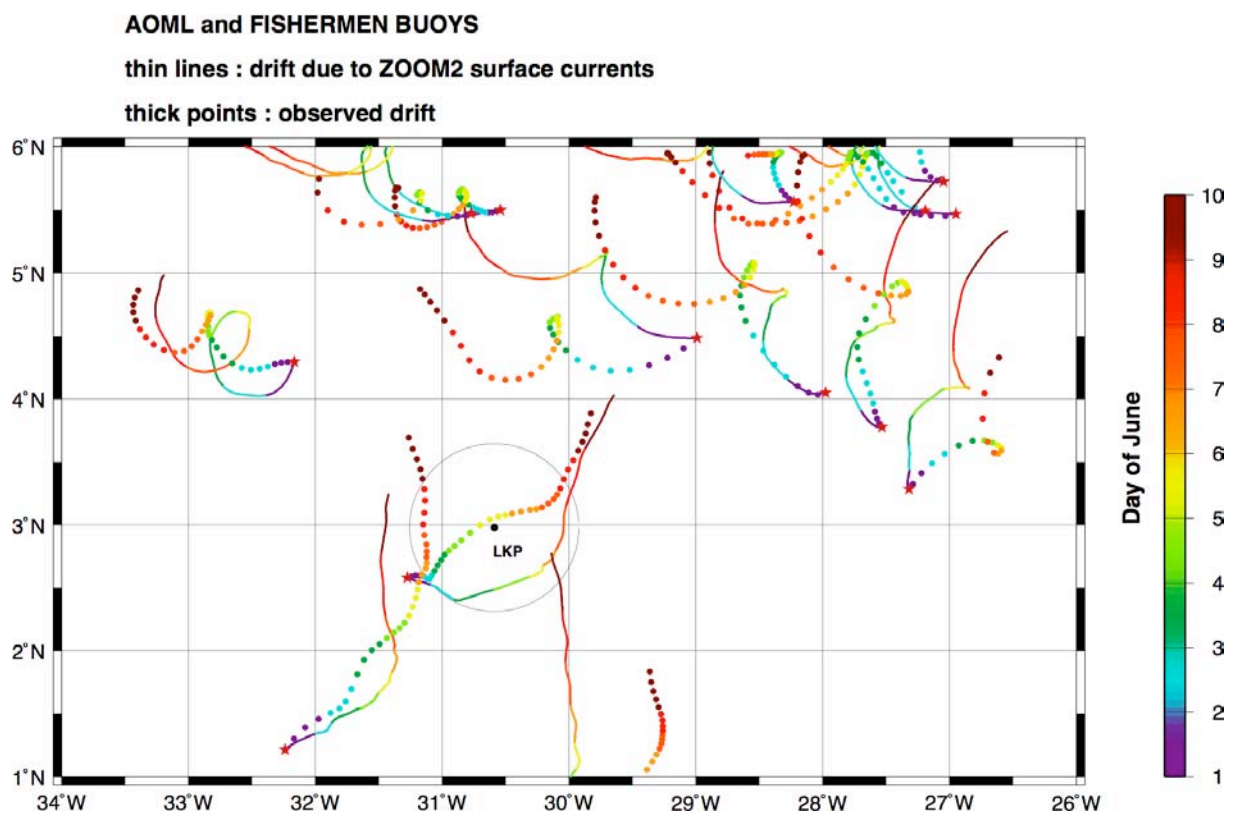 AOML and FISHERMEN BUOYS
thin lines : drift due to ZOOM2 surface currents
thick points : observed drift
6˚N
5˚N
4˚N
3˚N
2˚N
1˚N
34˚W 33˚W 32˚W 31˚W 30˚W 29˚W 28˚W 27˚W 26˚W
LKP
Day of June
10
9
8
7
6
5
4
3
2
1